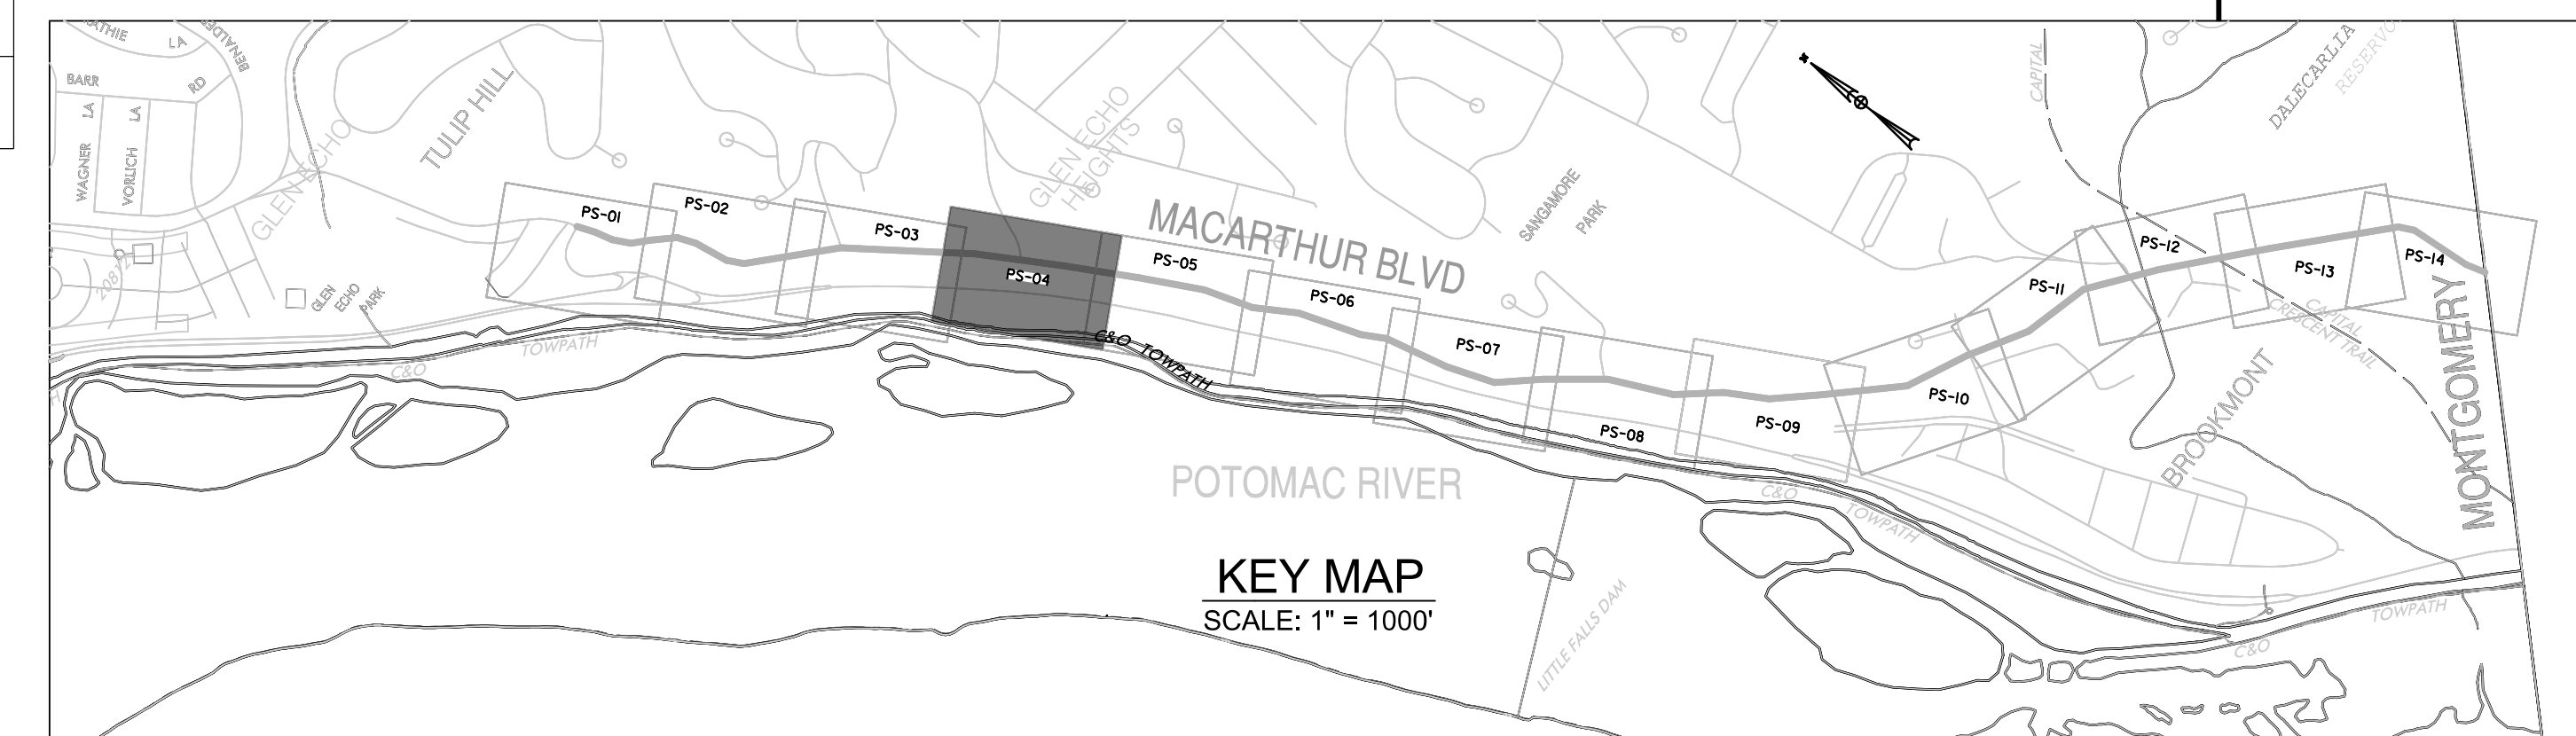 LA
BARR
RD
WAGNER
LA
VORLICH
LA
TULIP HILL
GLEN ECHO
GLEN
ECHO
PARK
GLEN ECHO
HEIGHTS
MACARTHUR BLVD
SANGAMORE
PARK
CAPITAL
DALECARLIA
RESERVO
PS-01
PS-02
PS-03
PS-04
PS-05
PS-06
PS-07
PS-08
PS-09
PS-10
PS-11
PS-12
PS-13
PS-14
CAPITAL
CRESCENT TRAIL
MONTGOMERY
BROOKMONT
TOWPATH
C&O
C&O TOWPATH
POTOMAC RIVER
C&O
TOWPATH
LITTLE FALLS DAM
TOWPATH
C&O
KEY MAP
SCALE: 1" = 1000'